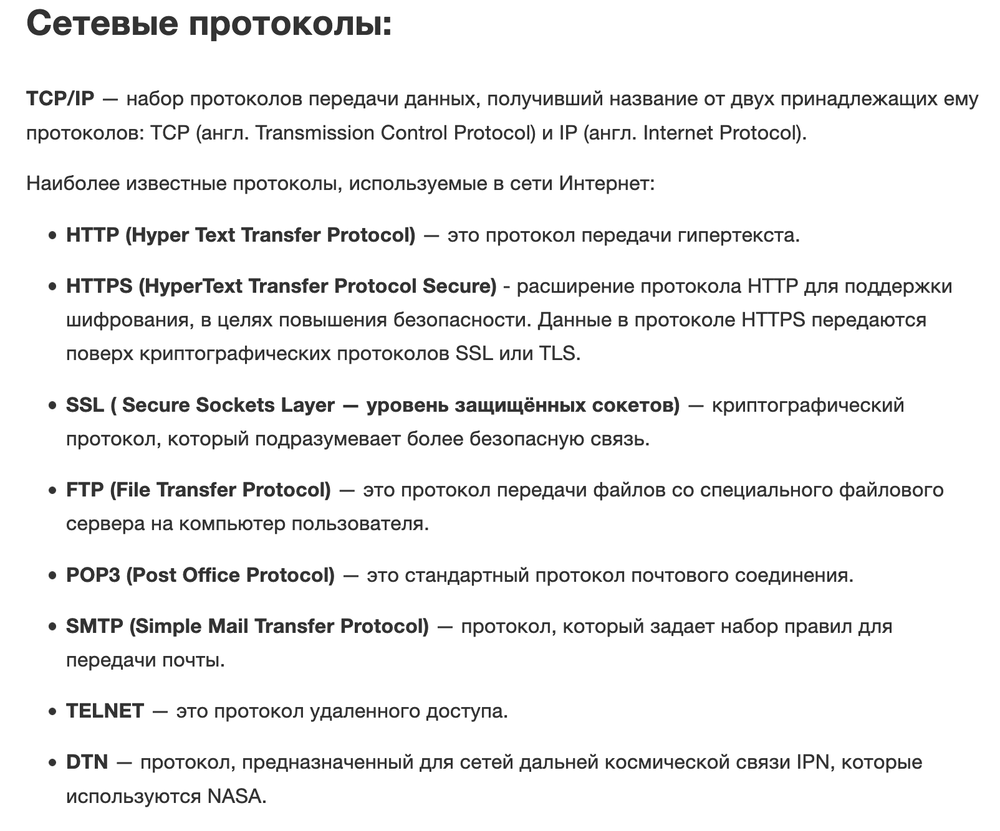 Сетевые протоколы:
TCP/IP — набор протоколов передачи данных, получивший название от двух принадлежащих ему
протоколов: TCP (англ. Transmission Control Protocol) и IP (англ. Internet Protocol).
Наиболее известные протоколы, используемые в сети Интернет:
• HTTP (Hyper Text Transfer Protocol) — это протокол передачи гипертекста.
• HTTPS (HyperText Transfer Protocol Secure) - расширение протокола HTTP для поддержки
шифрования, в целях повышения безопасности. Данные в протоколе HTTPS передаются
поверх криптографических протоколов SSL или TLS.
• SSL ( Secure Sockets Layer — уровень защищённых сокетов) — криптографический
протокол, который подразумевает более безопасную связь.
• FTP (File Transfer Protocol) — это протокол передачи файлов со специального файлового
сервера на компьютер пользователя.
• POP3 (Post Office Protocol) — это стандартный протокол почтового соединения.
• SMTP (Simple Mail Transfer Protocol) — протокол, который задает набор правил для
передачи почты.
• TELNET — это протокол удаленного доступа.
• DTN — протокол, предназначенный для сетей дальней космической связи IPN, которые
используются NASA.